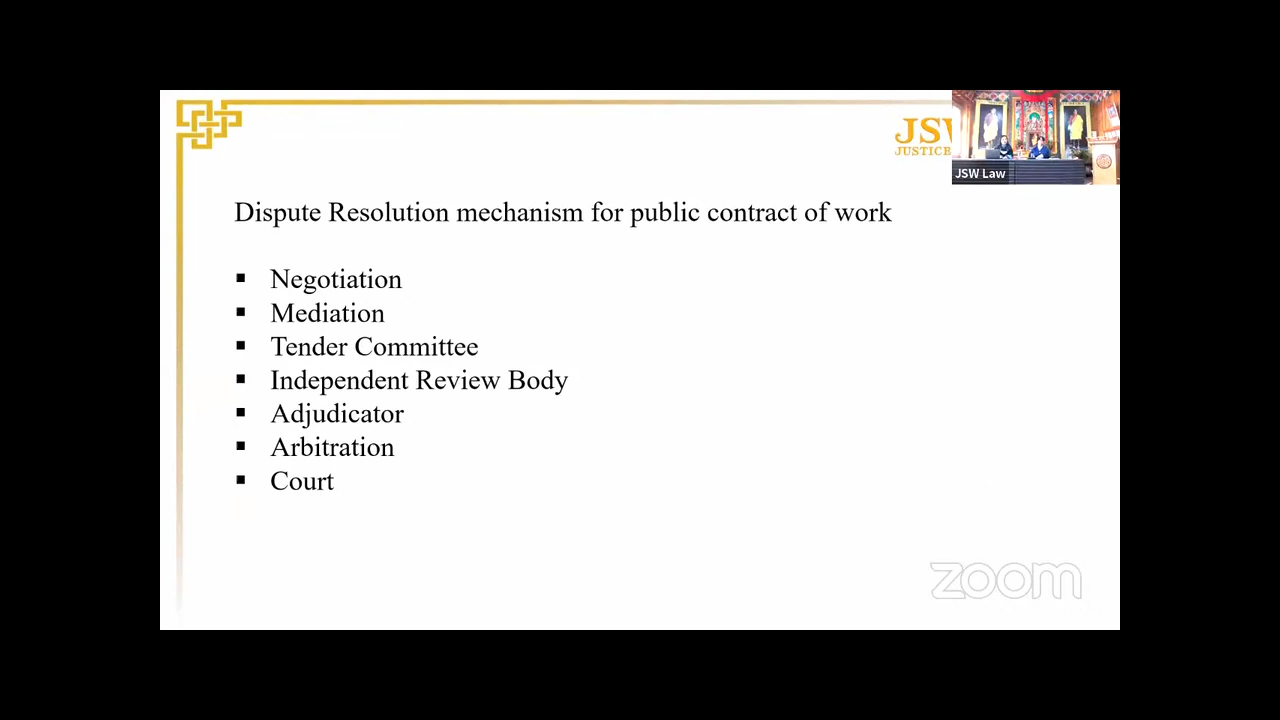 JSW
JUSTICE
JSW Law
Dispute Resolution mechanism for public contract of work
▪ Negotiation
▪ Mediation
▪ Tender Committee
▪ Independent Review Body
▪ Adjudicator
▪ Arbitration
▪ Court
zoom